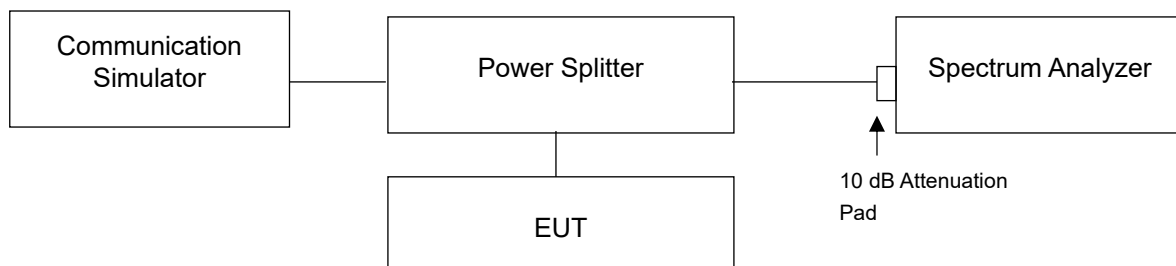 Communication
Simulator
Power Splitter
Spectrum Analyzer
10 dB Attenuation
Pad
EUT